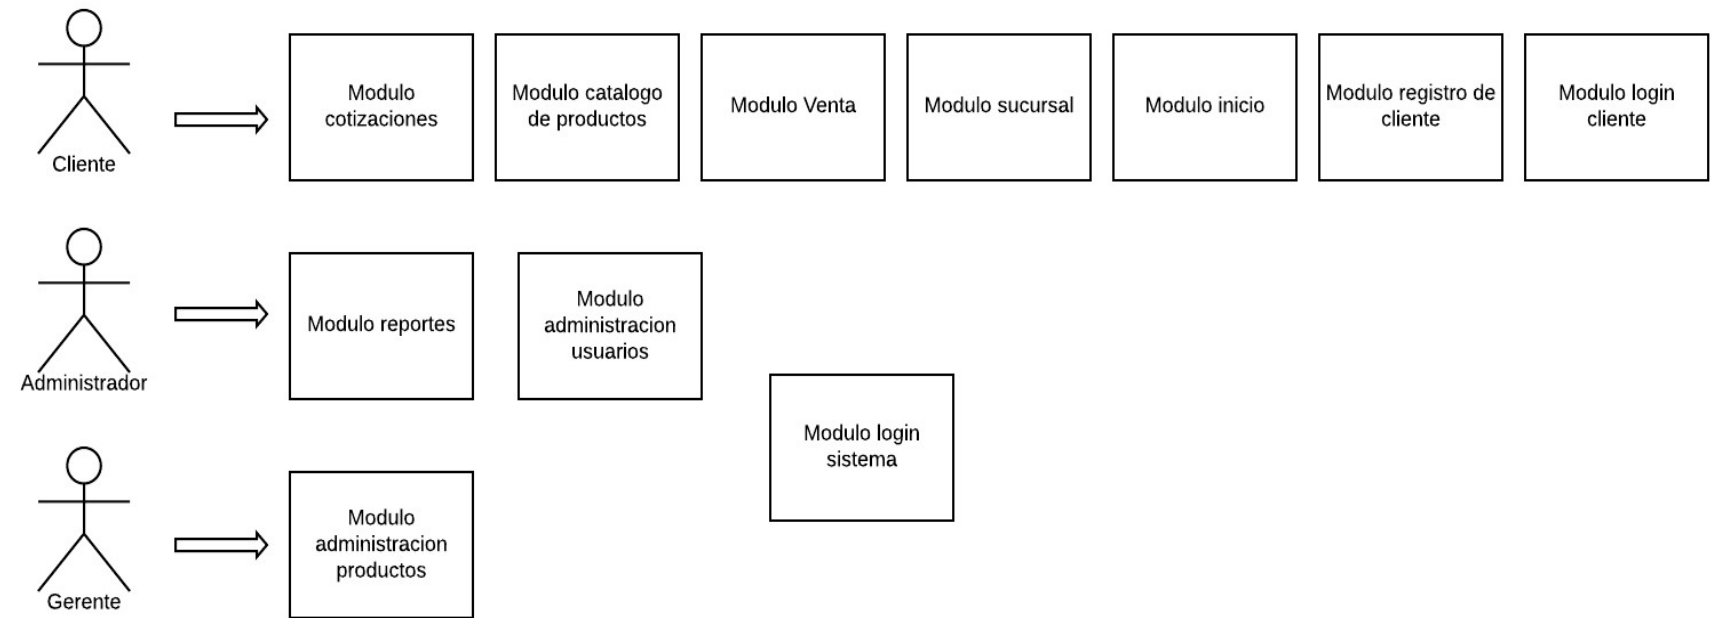 Modulo
cotizaciones
Modulo catalogo
de productos
Modulo Venta
Modulo sucursal
Modulo inicio
Modulo registro de
cliente
Modulo login
cliente
Cliente
Modulo reportes
Modulo
administracion
usuarios
Administrador
Modulo login
sistema
Modulo
administracion
productos
Gerente